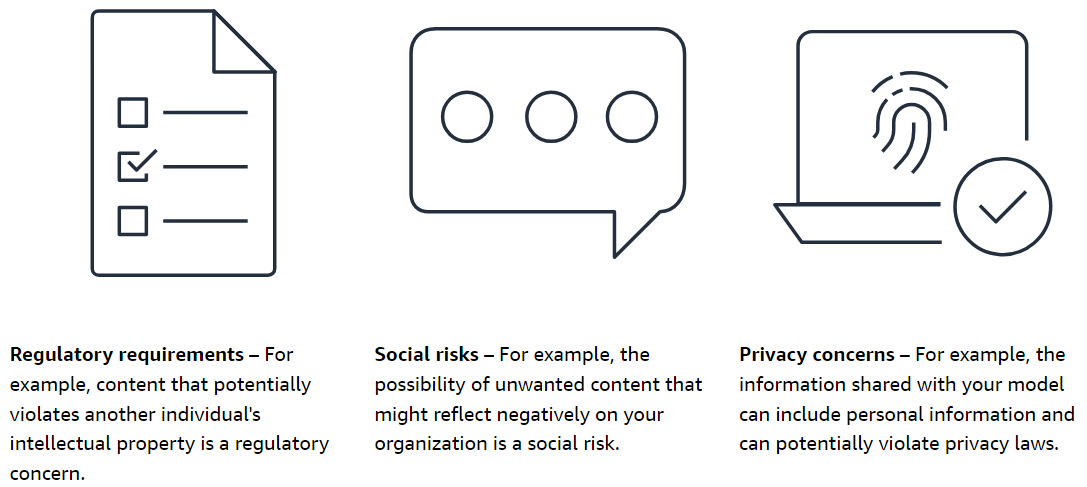 Regulatory requirements – For
example, content that potentially
violates another individual's
intellectual property is a regulatory
concern.
Social risks – For example, the
possibility of unwanted content that
might reflect negatively on your
organization is a social risk.
Privacy concerns – For example, the
information shared with your model
can include personal information and
can potentially violate privacy laws.